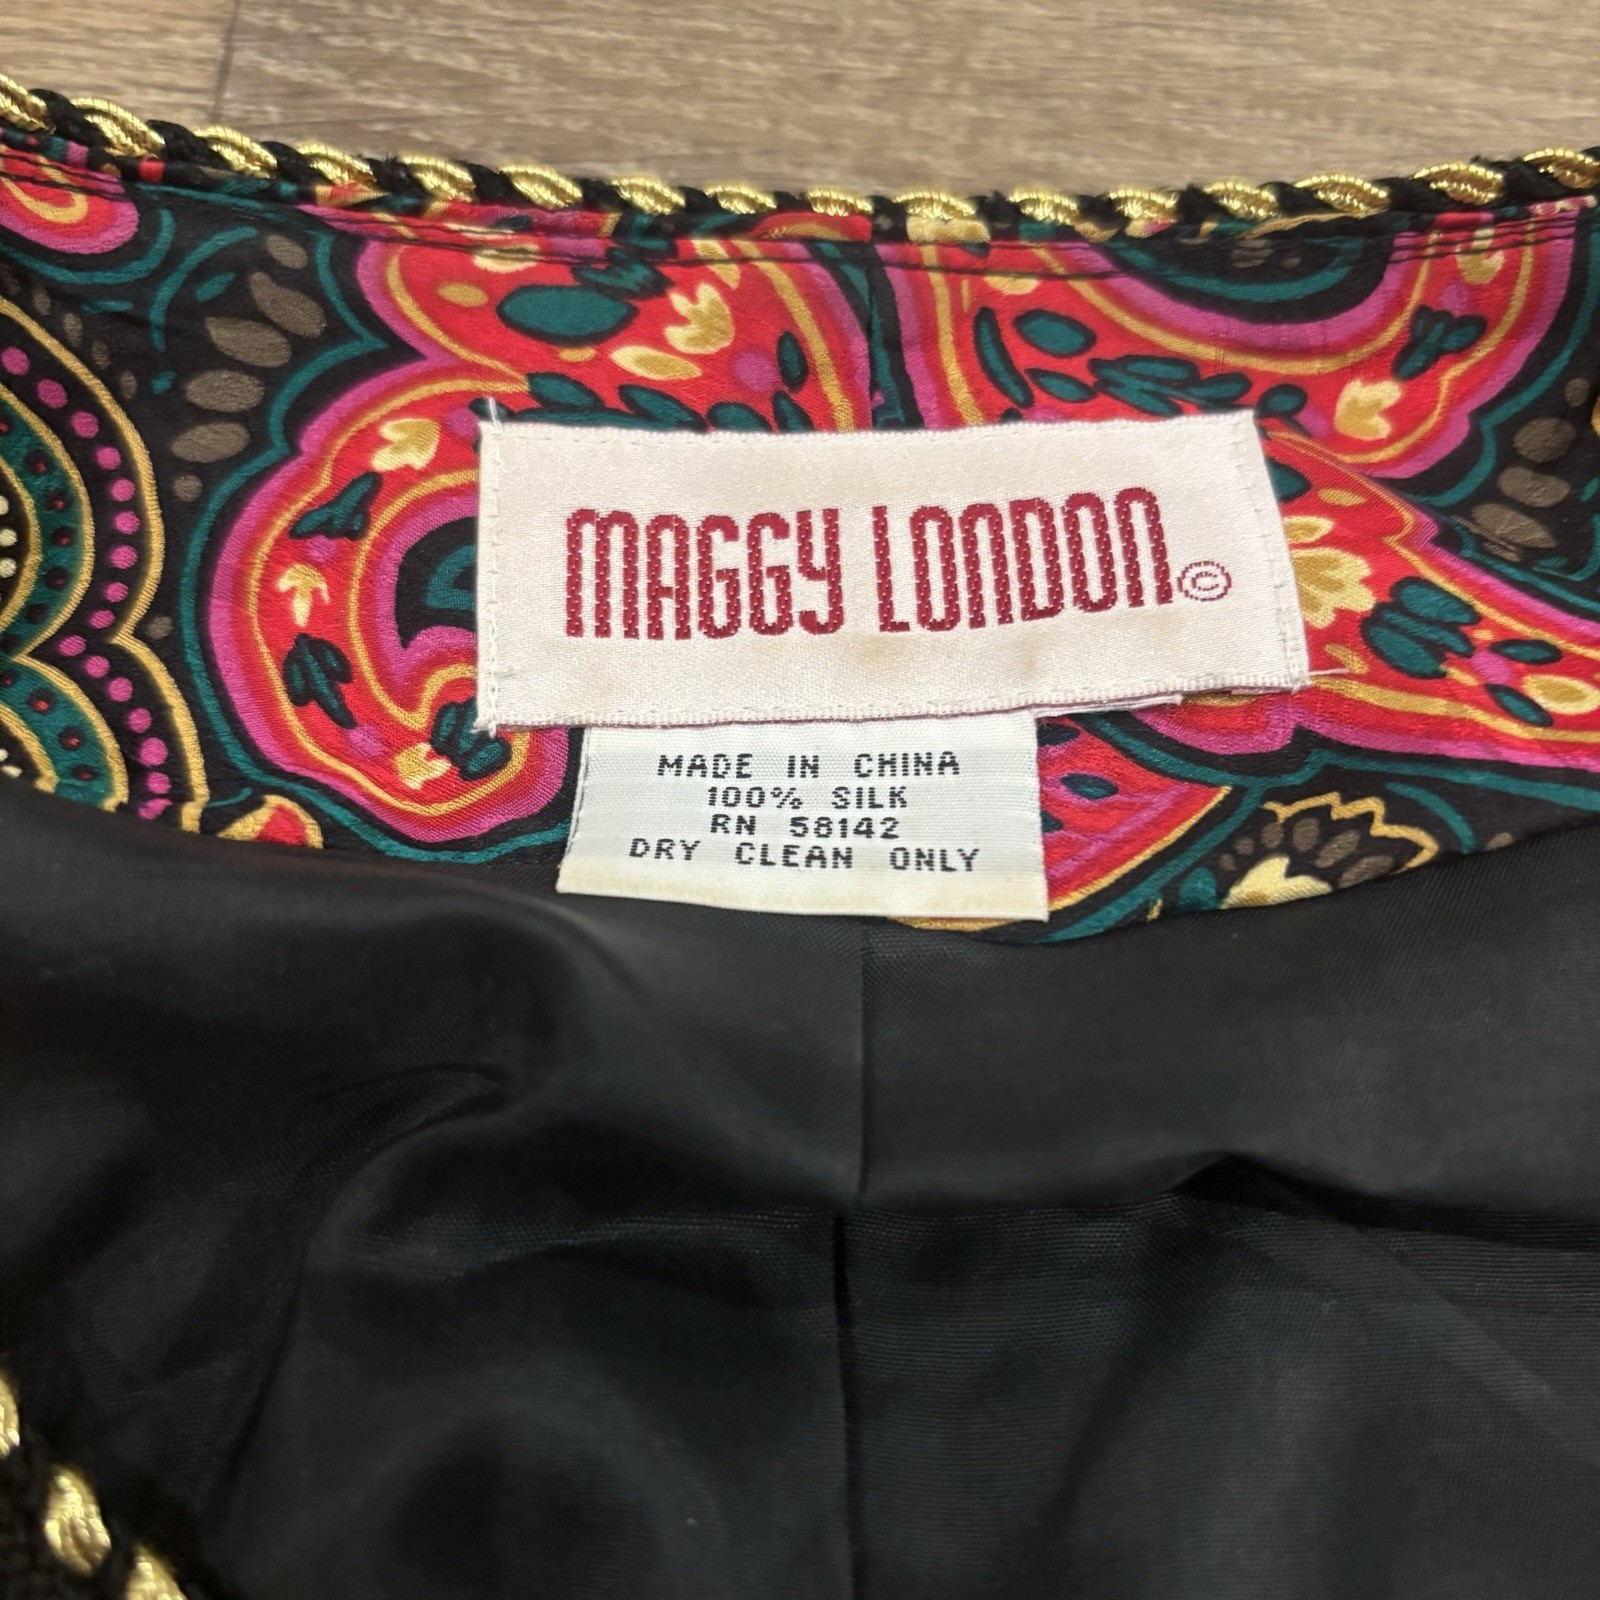 MAGGY LONDON ©
MADE IN CHINA
100% SILK
RN 58142
DRY CLEAN ONLY